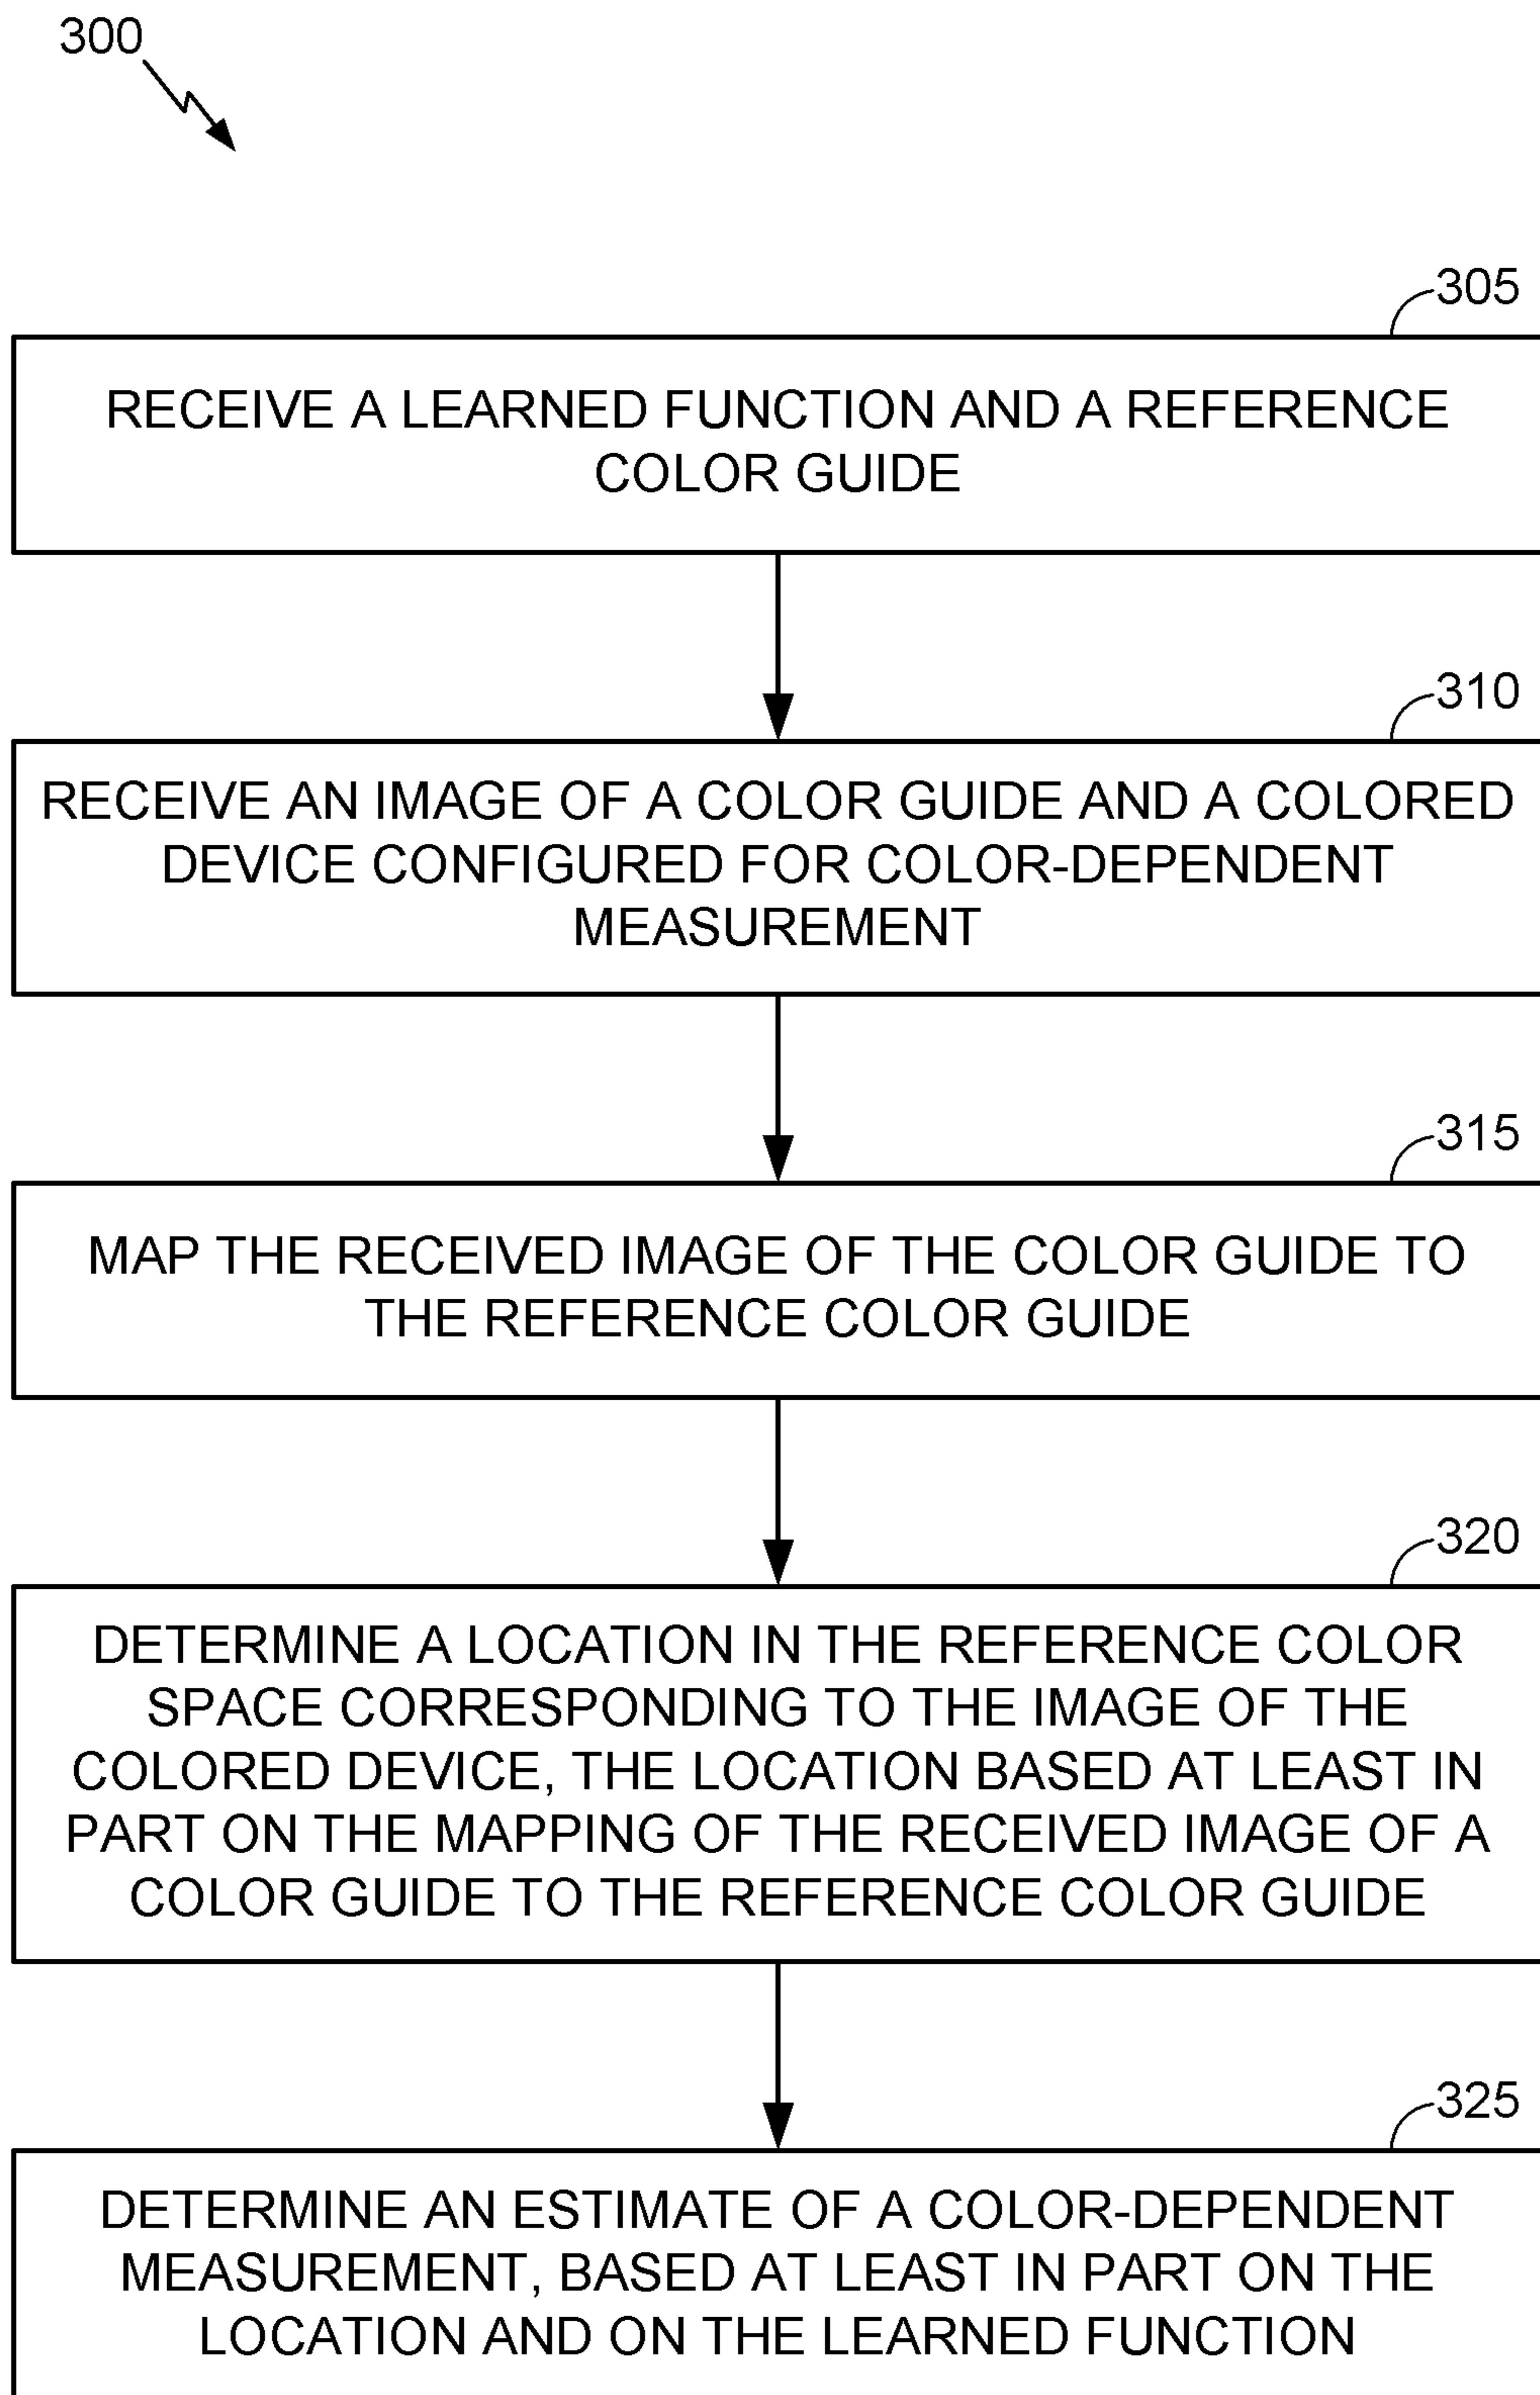 300
305
RECEIVE A LEARNED FUNCTION AND A REFERENCE
COLOR GUIDE
310
RECEIVE AN IMAGE OF A COLOR GUIDE AND A COLORED
DEVICE CONFIGURED FOR COLOR-DEPENDENT
MEASUREMENT
315
MAP THE RECEIVED IMAGE OF THE COLOR GUIDE TO
THE REFERENCE COLOR GUIDE
320
DETERMINE A LOCATION IN THE REFERENCE COLOR
SPACE CORRESPONDING TO THE IMAGE OF THE
COLORED DEVICE, THE LOCATION BASED AT LEAST IN
PART ON THE MAPPING OF THE RECEIVED IMAGE OF A
COLOR GUIDE TO THE REFERENCE COLOR GUIDE
325
DETERMINE AN ESTIMATE OF A COLOR-DEPENDENT
MEASUREMENT, BASED AT LEAST IN PART ON THE
LOCATION AND ON THE LEARNED FUNCTION